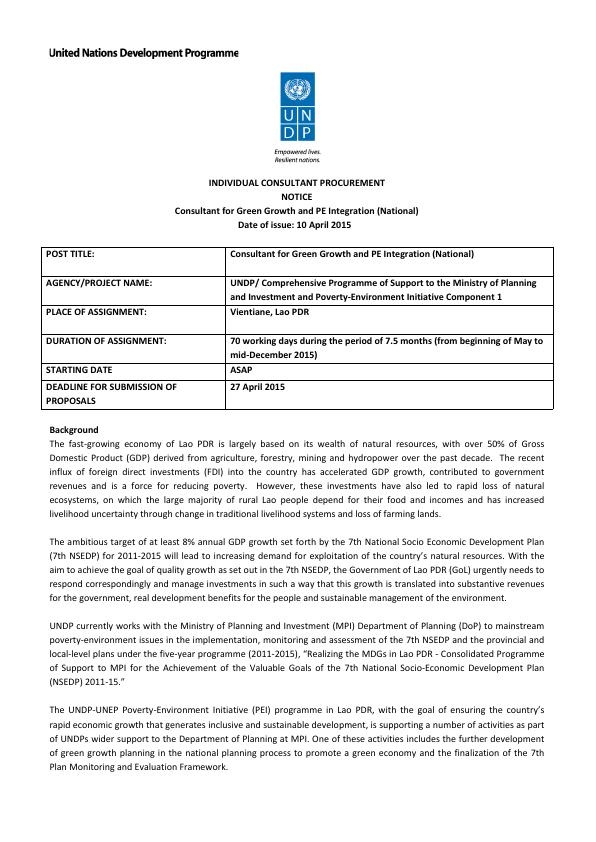 United Nations Development Programme
U N
D P
Empowered lives.
Resilient nations.
INDIVIDUAL CONSULTANT PROCUREMENT
NOTICE
Consultant for Green Growth and PE Integration (National)
Date of issue: 10 April 2015
POST TITLE: Consultant for Green Growth and PE Integration (National)
AGENCY/PROJECT NAME: UNDP/ Comprehensive Programme of Support to the Ministry of Planning
and Investment and Poverty-Environment Initiative Component 1
PLACE OF ASSIGNMENT: Vientiane, Lao PDR
DURATION OF ASSIGNMENT: 70 working days during the period of 7.5 months (from beginning of May to
mid-December 2015)
STARTING DATE ASAP
DEADLINE FOR SUBMISSION OF 27 April 2015
PROPOSALS
Background
The fast-growing economy of Lao PDR is largely based on its wealth of natural resources, with over 50% of Gross
Domestic Product (GDP) derived from agriculture, forestry, mining and hydropower over the past decade. The recent
influx of foreign direct investments (FDI) into the country has accelerated GDP growth, contributed to government
revenues and is a force for reducing poverty. However, these investments have also led to rapid loss of natural
ecosystems, on which the large majority of rural Lao people depend for their food and incomes and has increased
livelihood uncertainty through change in traditional livelihood systems and loss of farming lands.
The ambitious target of at least 8% annual GDP growth set forth by the 7th National Socio Economic Development Plan
(7th NSEDP) for 2011-2015 will lead to increasing demand for exploitation of the country's natural resources. With the
aim to achieve the goal of quality growth as set out in the 7th NSEDP, the Government of Lao PDR (GoL) urgently needs to
respond correspondingly and manage investments in such a way that this growth is translated into substantive revenues
for the government, real development benefits for the people and sustainable management of the environment.
UNDP currently works with the Ministry of Planning and Investment (MPI) Department of Planning (DoP) to mainstream
poverty-environment issues in the implementation, monitoring and assessment of the 7th NSEDP and the provincial and
local-level plans under the five-year programme (2011-2015), “Realizing the MDGs in Lao PDR - Consolidated Programme
of Support to MPI for the Achievement of the Valuable Goals of the 7th National Socio-Economic Development Plan
(NSEDP) 2011-15.”
The UNDP-UNEP Poverty-Environment Initiative (PEI) programme in Lao PDR, with the goal of ensuring the country's
rapid economic growth that generates inclusive and sustainable development, is supporting a number of activities as part
of UNDPs wider support to the Department of Planning at MPI. One of these activities includes the further development
of green growth planning in the national planning process to promote a green economy and the finalization of the 7th
Plan Monitoring and Evaluation Framework.